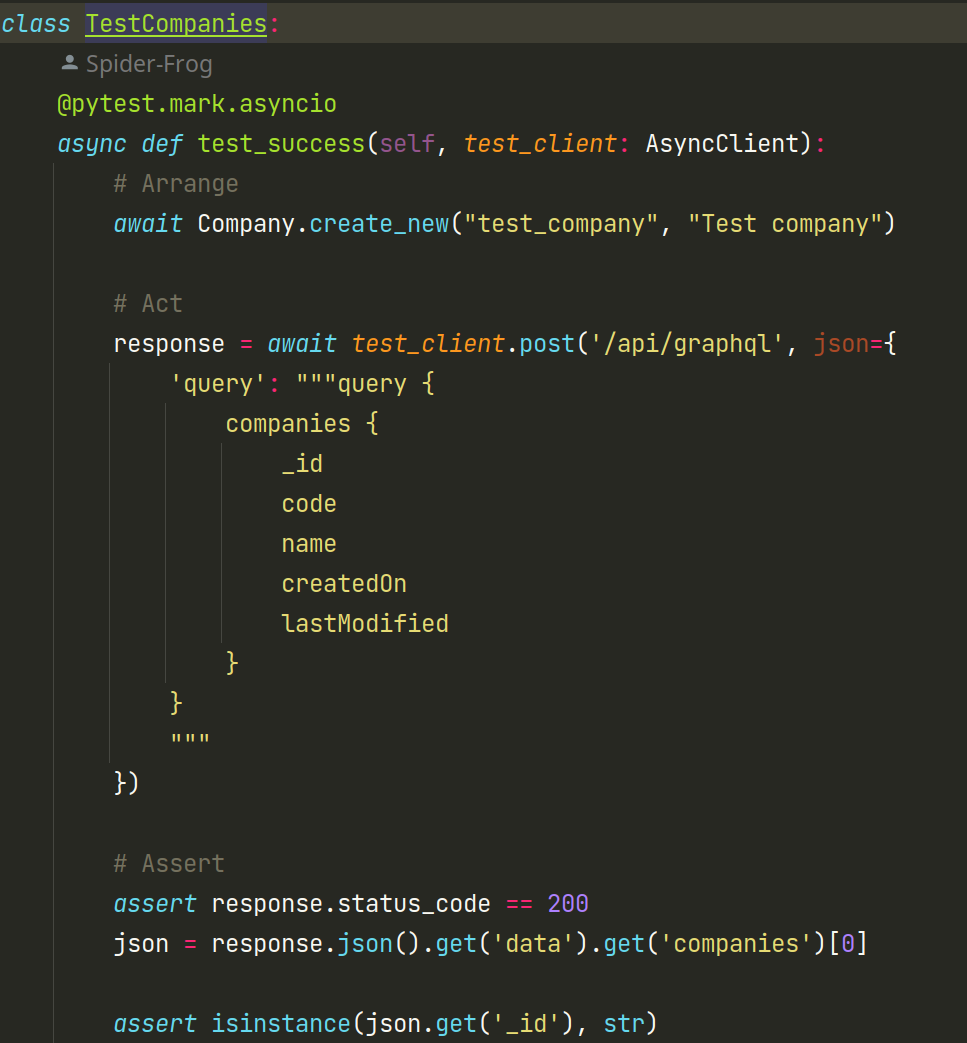 class TestCompanies:
Spider-Frog
@pytest.mark.asyncio
async def test_success(self, test_client: AsyncClient):
# Arrange
await Company.create_new("test_company", "Test company")
# Act
response = await test_client.post('/api/graphql', json={
'query': """query {
companies {
_id
code
name
createdOn
lastModified
}
}
"""
})
# Assert
assert response.status_code == 200
json = response.json().get('data').get('companies')[0]
assert isinstance(json.get('_id'), str)